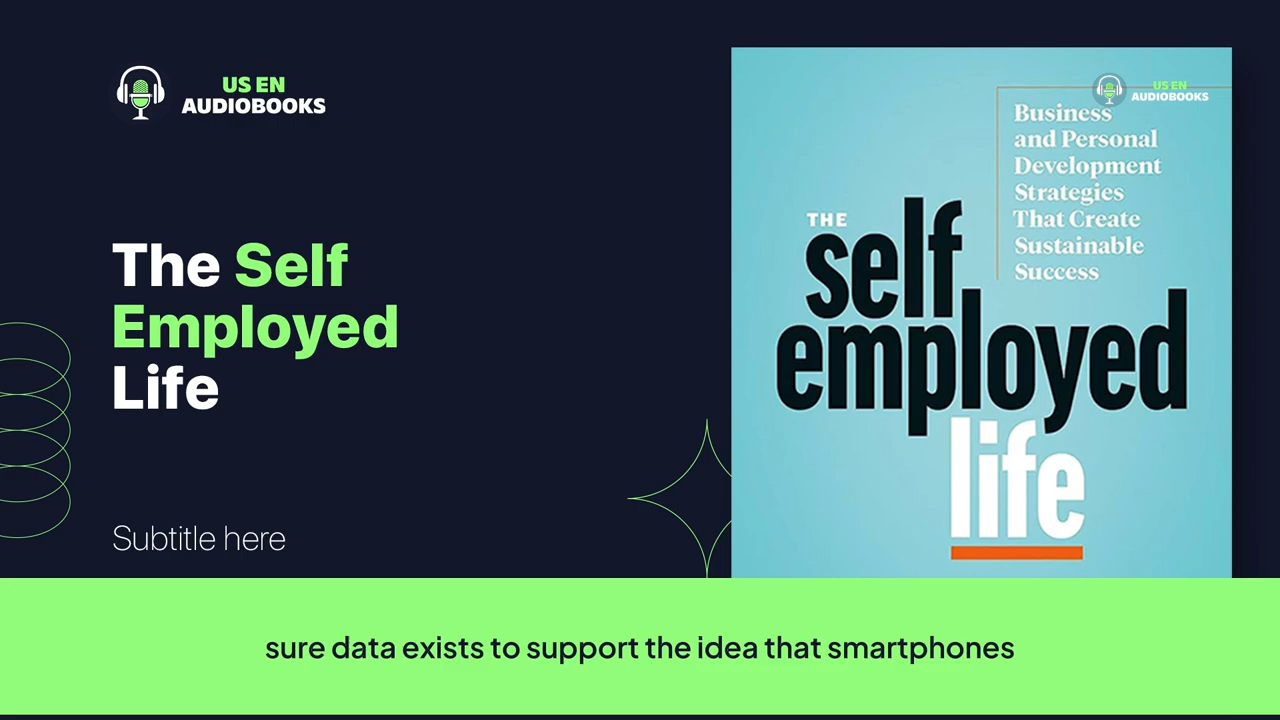 US EN
AUDIOBOOKS
The Self
Employed
Life
Subtitle here
US EN
AUDIOBOOKS
Business
and Personal
Development
Strategies
That Create
Sustainable
Success
THE
self
employed
life
sure data exists to support the idea that smartphones